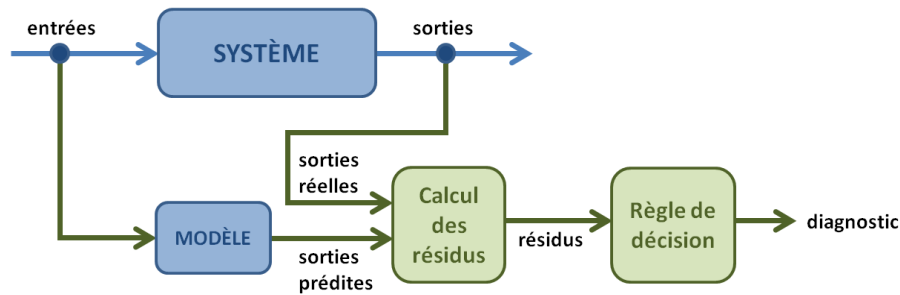 entrées
SYSTÈME
sorties
sorties
réelles
Calcul
des
résidus
Règle de
décision
MODÈLE
sorties
prédites
résidus
diagnostic